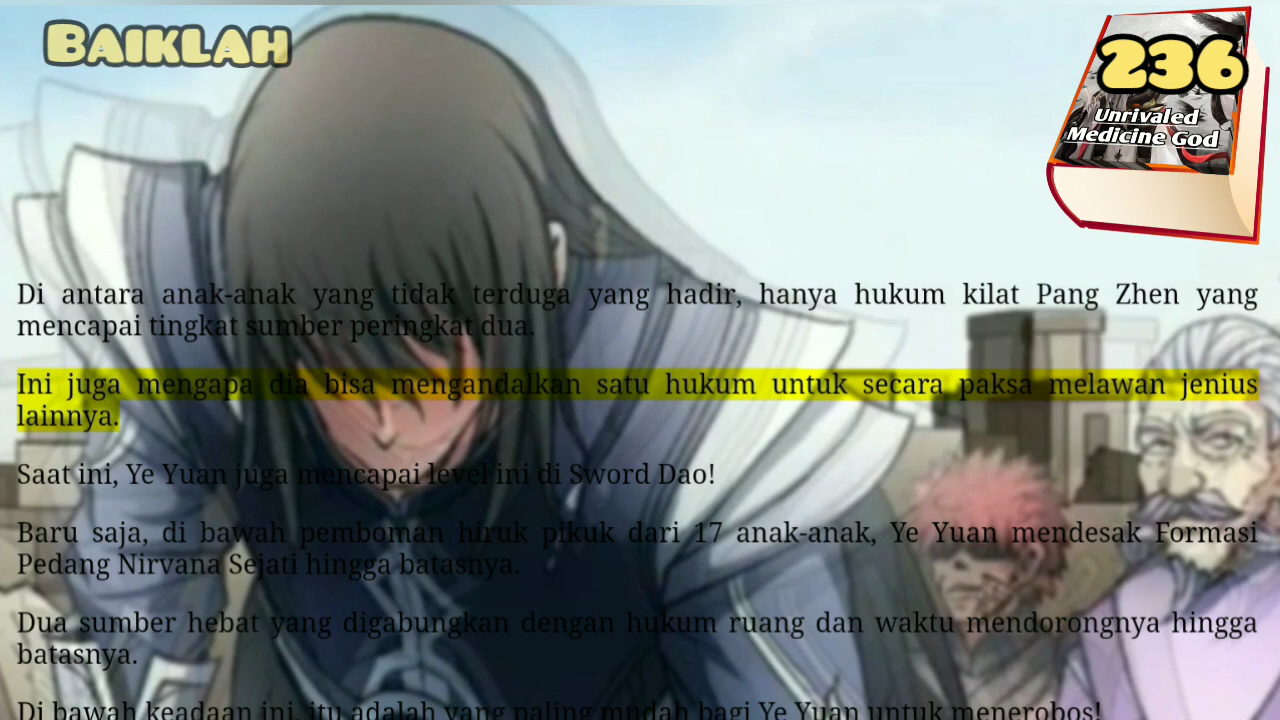 Baiklah
236
Unrivaled
Medicine God
Di antara anak-anak yang tidak terduga yang hadir, hanya hukum kilat Pang Zhen yang
mencapai tingkat sumber peringkat dua.
Ini juga mengapa dia bisa mengandalkan satu hukum untuk secara paksa melawan jenius
lainnya.
Saat ini, Ye Yuan juga mencapai level ini di Sword Dao!
Baru saja, di bawah pemboman hiruk pikuk dari 17 anak-anak, Ye Yuan mendesak Formasi
Pedang Nirvana Sejati hingga batasnya.
Dua sumber hebat yang digabungkan dengan hukum ruang dan waktu mendorongnya hingga
batasnya.
Di bawah keadaan ini, itu adalah yang paling mudah bagi Ye Yuan untuk menerobos!